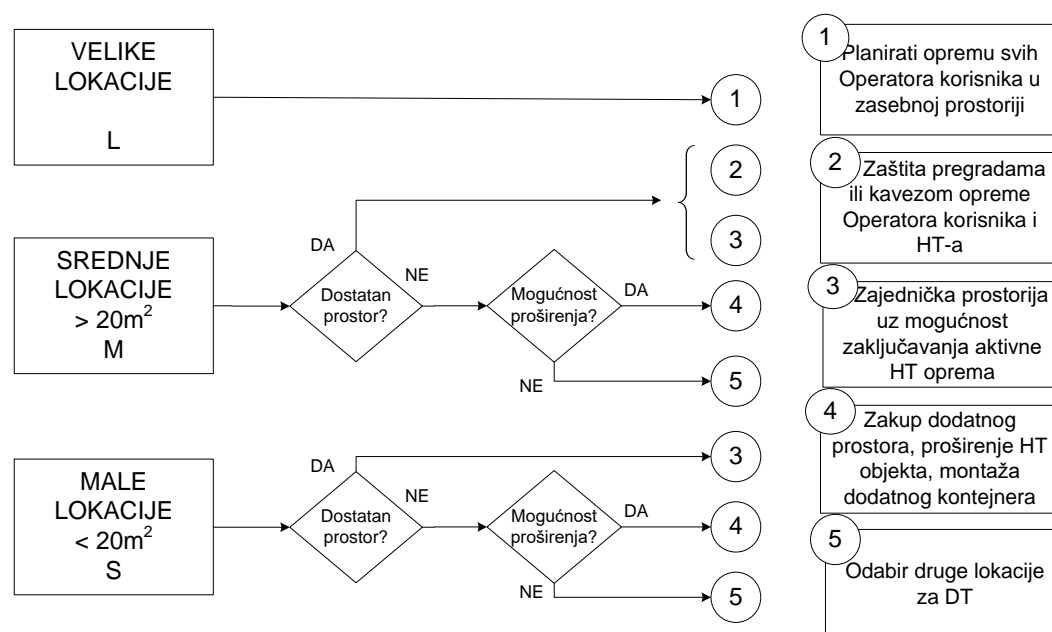 VELIKE
LOKACIJE
L
1
2
3
SREDNJE
LOKACIJE
> 20m²
M
DA
Dostatan
prostor?
NE
Mogućnost
proširenja?
DA
4
NE
5
MALE
LOKACIJE
< 20m²
S
DA
3
Dostatan
prostor?
NE
Mogućnost
proširenja?
DA
4
NE
5
1
Planirati opremu svih
Operatora korisnika u
zasebnoj prostoriji
2
Zaštita pregradama
ili kavezom opreme
Operatora korisnika i
HT-a
3
Zajednička prostorija
uz mogućnost
zaključavanja aktivne
HT oprema
4
Zakup dodatnog
prostora, proširenje HT
objekta, montaža
dodatnog kontejnera
5
Odabir druge lokacije
za DT